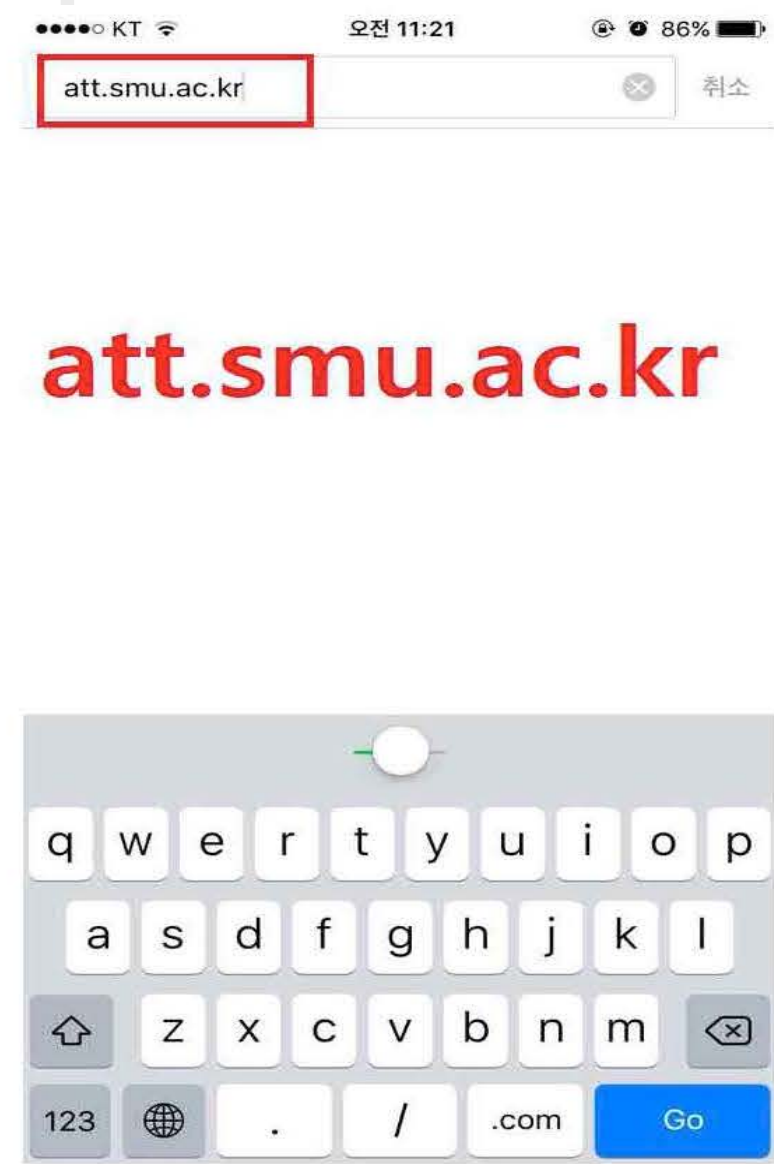 KT 오전 11:21 86%
att.smu.ac.kr 취소
att.smu.ac.kr
q w e r t y u i o p
a s d f g h j k l
z x c v b n m
123 . / .com Go